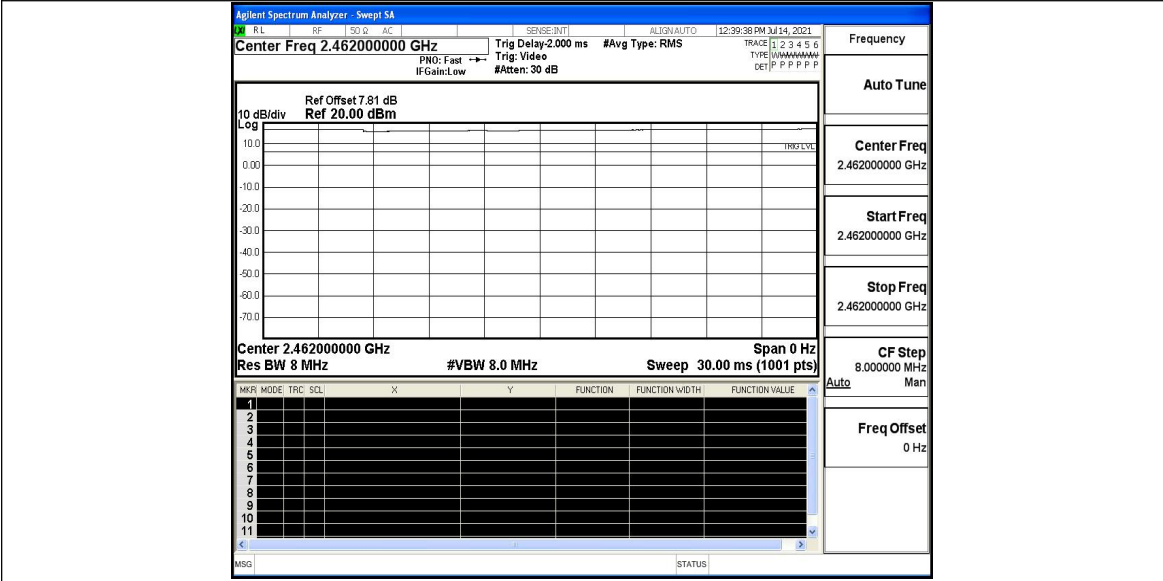 Agilent Spectrum Analyzer - Swept SA
LXI RL RF 50 Ω AC SENSE:INT ALIGNAUTO 12:39:38 PM Jul 14, 2021
Center Freq 2.462000000 GHz
PNO: Fast
IFGain:Low
Trig Delay-2.000 ms
Trig: Video
#Atten: 30 dB
#Avg Type: RMS
TRACE 1 2 3 4 5 6
TYPE WWWWWW
DET P P P P P P
Ref Offset 7.81 dB
10 dB/div Ref 20.00 dBm
Log
10.0
TRIG LVL
0.00
-10.0
-20.0
-30.0
-40.0
-50.0
-60.0
-70.0
Center 2.462000000 GHz Span 0 Hz
Res BW 8 MHz #VBW 8.0 MHz Sweep 30.00 ms (1001 pts)
MKR MODE TRC SCL X Y FUNCTION FUNCTION WIDTH FUNCTION VALUE
1
2
3
4
5
6
7
8
9
10
11
MSG STATUS
Frequency
Auto Tune
Center Freq
2.462000000 GHz
Start Freq
2.462000000 GHz
Stop Freq
2.462000000 GHz
CF Step
8.000000 MHz
Auto Man
Freq Offset
0 Hz